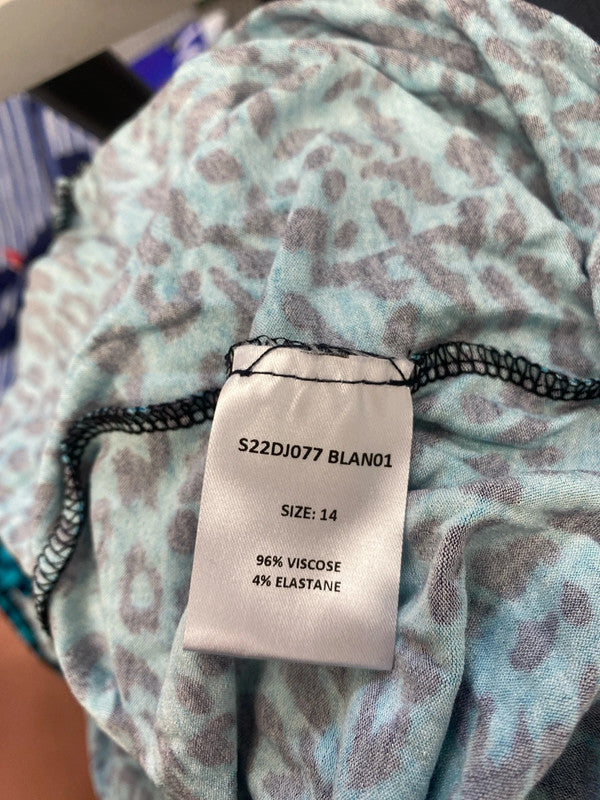 S22DJ077 BLAN01
SIZE: 14
96% VISCOSE
4% ELASTANE